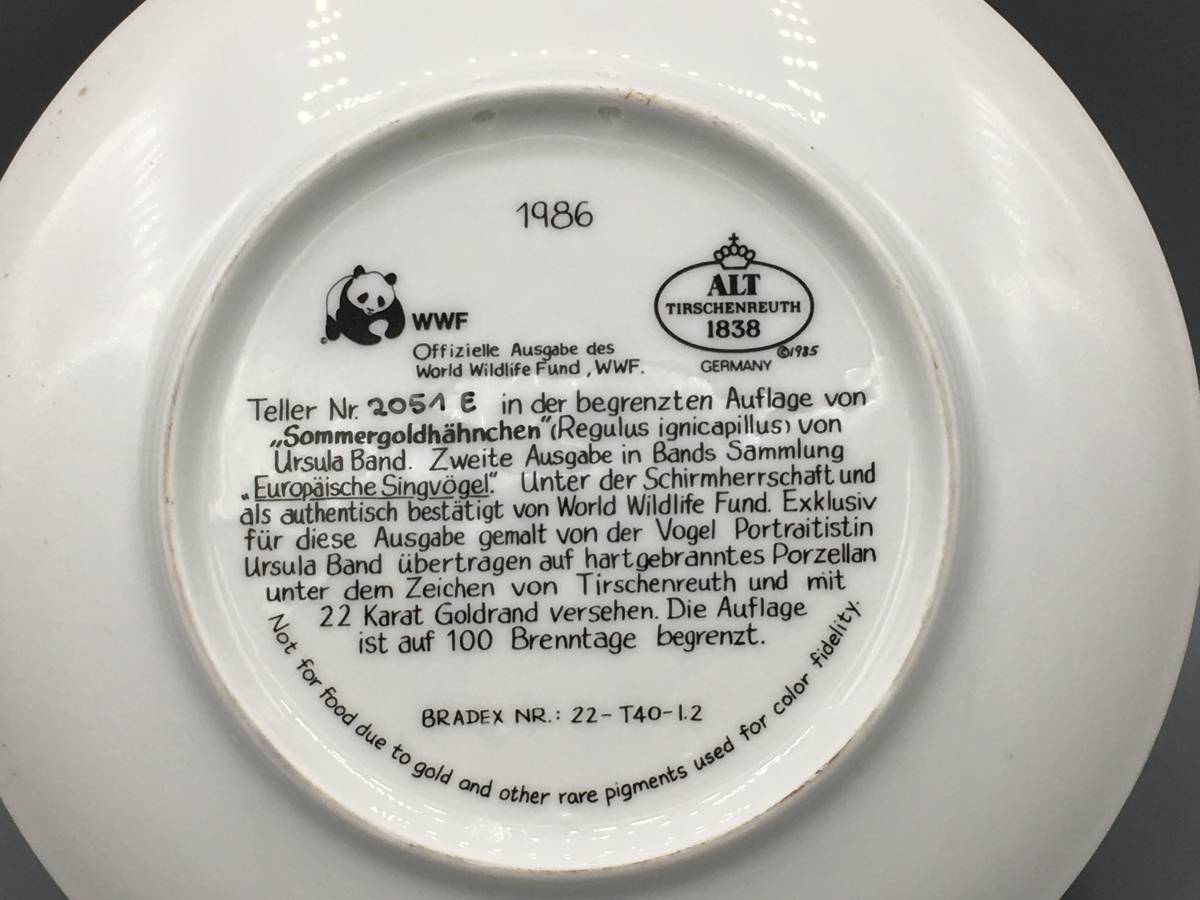 1986
WWF
©
Offizielle Ausgabe des
World Wildlife Fund, WWF.
ALT
TIRSCHENREUTH
1838
©1985
GERMANY
Teller Nr. 2051 E in der begrenzten Auflage von
„Sommergoldhähnchen“ (Regulus ignicapillus) von
Ursula Band. Zweite Ausgabe in Bands Sammlung
„Europäische Singvögel“. Unter der Schirmherrschaft und
als authentisch bestätigt von World Wildlife Fund. Exklusiv
für diese Ausgabe gemalt von der Vogel Portraitistin
Ursula Band übertragen auf hartgebranntes Porzellan
unter dem Zeichen von Tirschenreuth und mit
22 Karat Goldrand versehen. Die Auflage
ist auf 100 Brenntage begrenzt.
BRADEX NR.: 22-T40-1.2
Not for food due to gold and other rare pigments used for color fidelity.